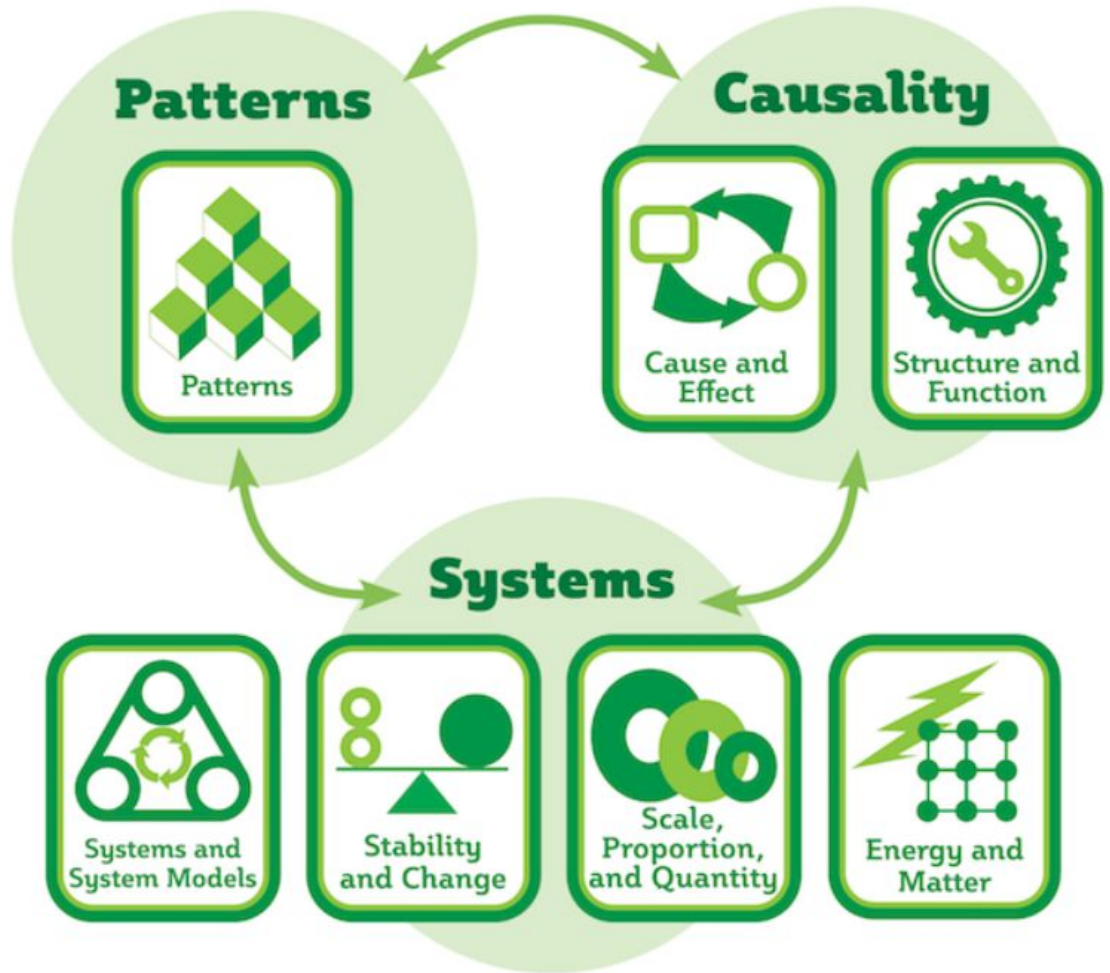 Patterns
Patterns
Causality
Cause and
Effect
Structure and
Function
Systems
Systems and
System Models
Stability
and Change
Scale,
Proportion,
and Quantity
Energy and
Matter